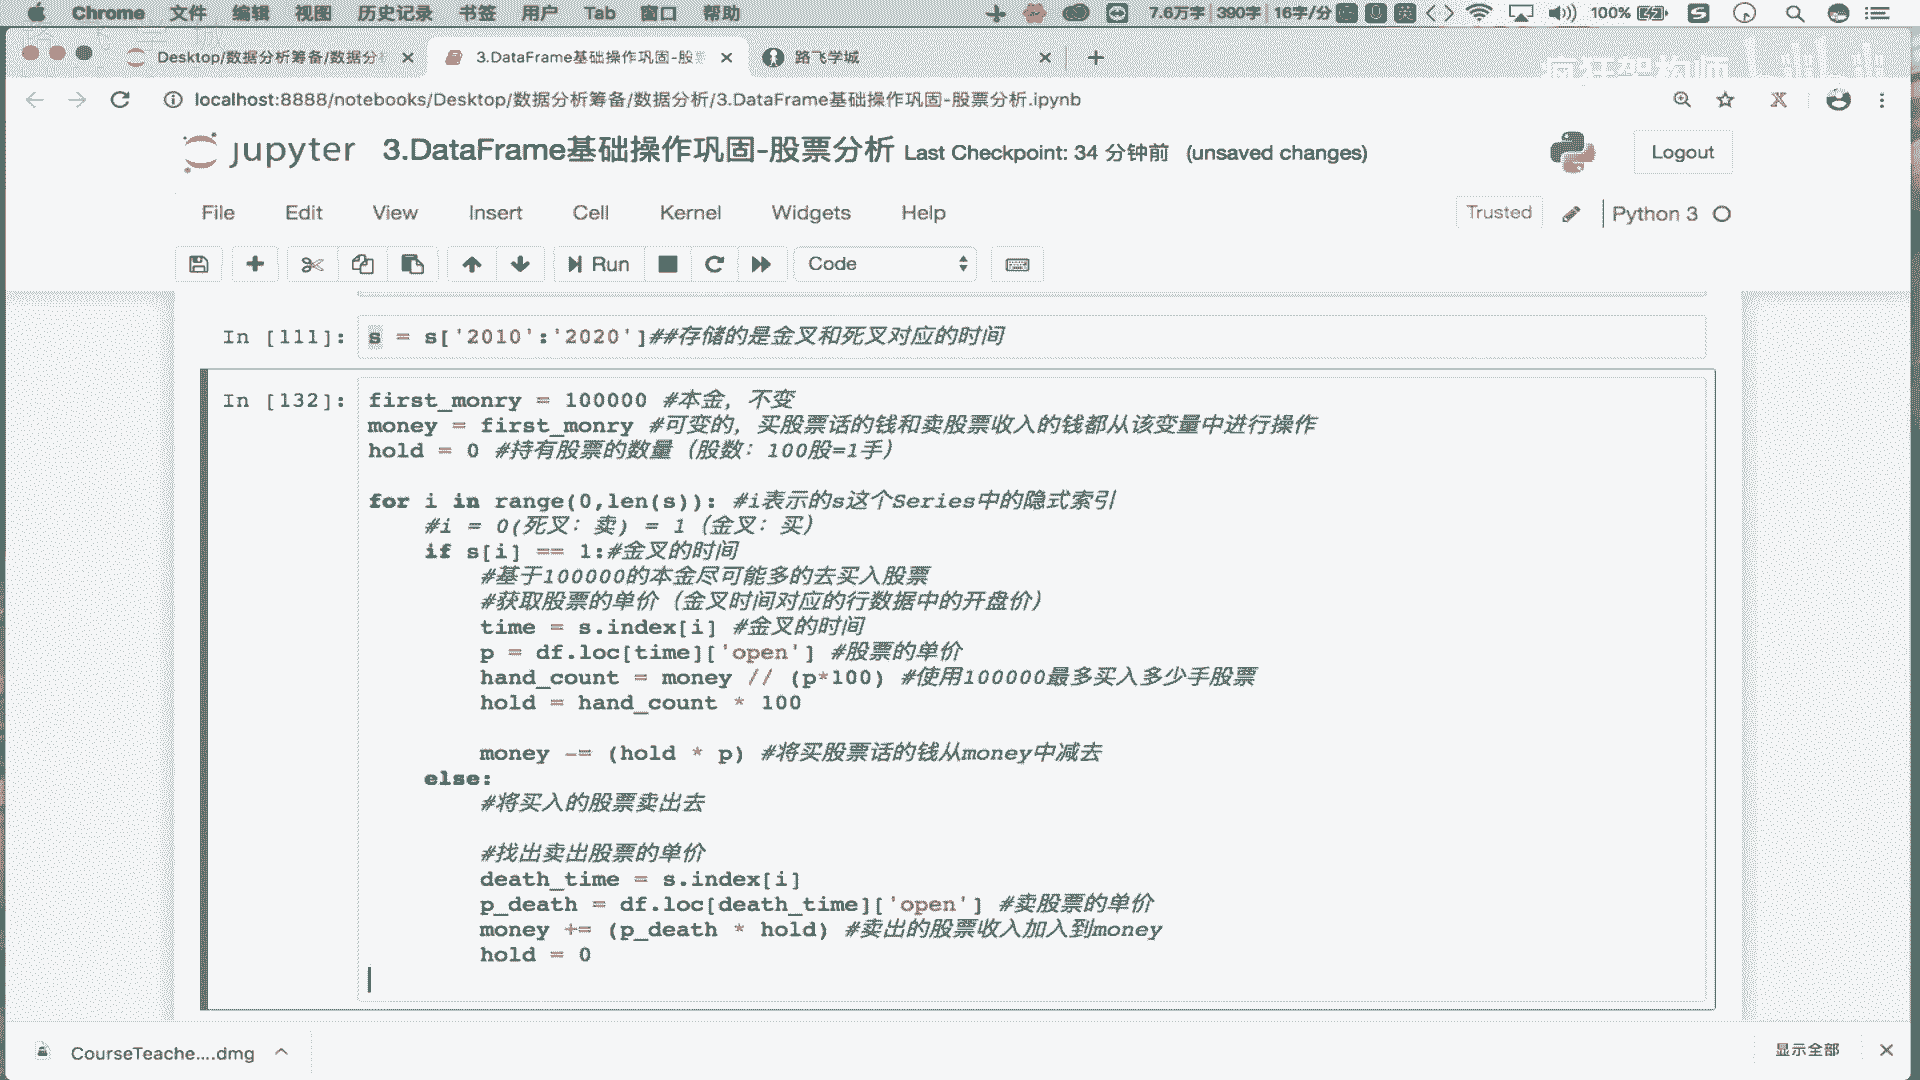 Chrome 文件 编辑 视图 历史记录 书签 用户 Tab 窗口 帮助 7.6万字 390字 16字/分 100%
Desktop/数据分析筹备/数据分析
3.DataFrame基础操作巩固-股票
路飞学城
疯狂架构师
localhost:8888/notebooks/Desktop/数据分析筹备/数据分析/3.DataFrame基础操作巩固-股票分析.ipynb
jupyter 3.DataFrame基础操作巩固-股票分析 Last Checkpoint: 34 分钟前 (unsaved changes)
Logout
File Edit View Insert Cell Kernel Widgets Help
Trusted Python 3
Run Code
In [111]: s = s['2010':'2020']##存储的是金叉和死叉对应的时间
In [132]: first_monry = 100000 #本金，不变
money = first_monry #可变的，买股票话的钱和卖股票收入的钱都从该变量中进行操作
hold = 0 #持有股票的数量（股数：100股=1手）
for i in range(0,len(s)): #i表示的s这个Series中的隐式索引
#i = 0(死叉：卖) = 1（金叉：买）
if s[i] == 1:#金叉的时间
#基于100000的本金尽可能多的去买入股票
#获取股票的单价（金叉时间对应的行数据中的开盘价）
time = s.index[i] #金叉的时间
p = df.loc[time]['open'] #股票的单价
hand_count = money // (p*100) #使用100000最多买入多少手股票
hold = hand_count * 100
money -= (hold * p) #将买股票话的钱从money中减去
else:
#将买入的股票卖出去
#找出卖出股票的单价
death_time = s.index[i]
p_death = df.loc[death_time]['open'] #卖股票的单价
money += (p_death * hold) #卖出的股票收入加入到money
hold = 0
CourseTeache....dmg
显示全部